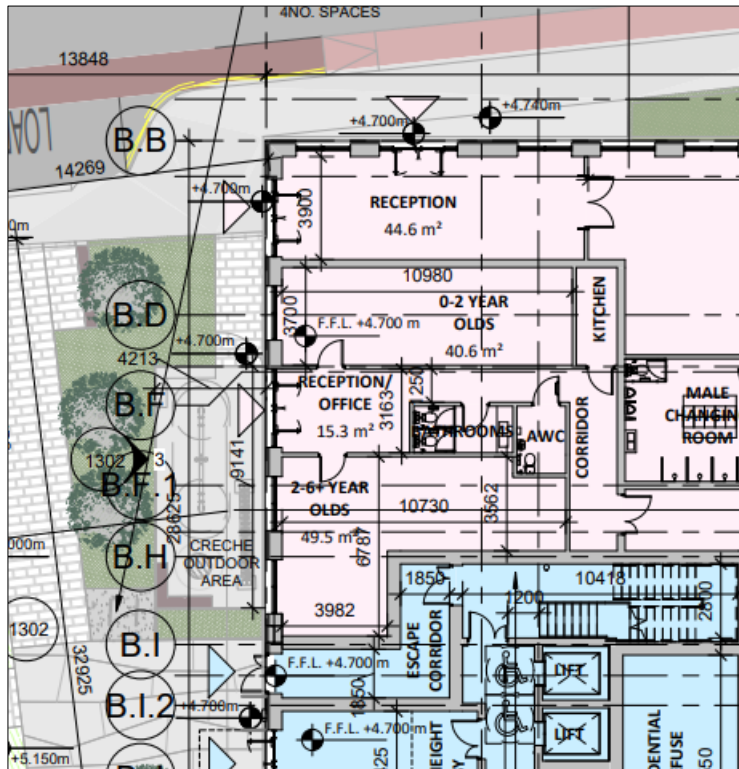 4NO. SPACES
13848
+4.740m
+4.700m
B.B
14269
+4.700m
RECEPTION
44.6 m²
3900
10980
0-2 YEAR
OLDS
40.6 m²
KITCHEN
3700
F.F.L. +4.700 m
B.D
+4.700m
4213
RECEPTION/
OFFICE
15.3 m²
3163
250
B.F
MALE
CHANGING
ROOM
AWC
CORRIDOR
1302
3
B.F.1
9141
28625
2-6+ YEAR
OLDS
49.5 m²
10730
3562
6787
000m
B.H
CRECHE
OUTDOOR
AREA
1850
10418
1200
2800
3982
1302
B.I
ESCAPE
CORRIDOR
F.F.L. +4.700 m
LIFT
32925
1850
B.I.2
+4.700m
F.F.L. +4.700 m
LIFT
+5.150m